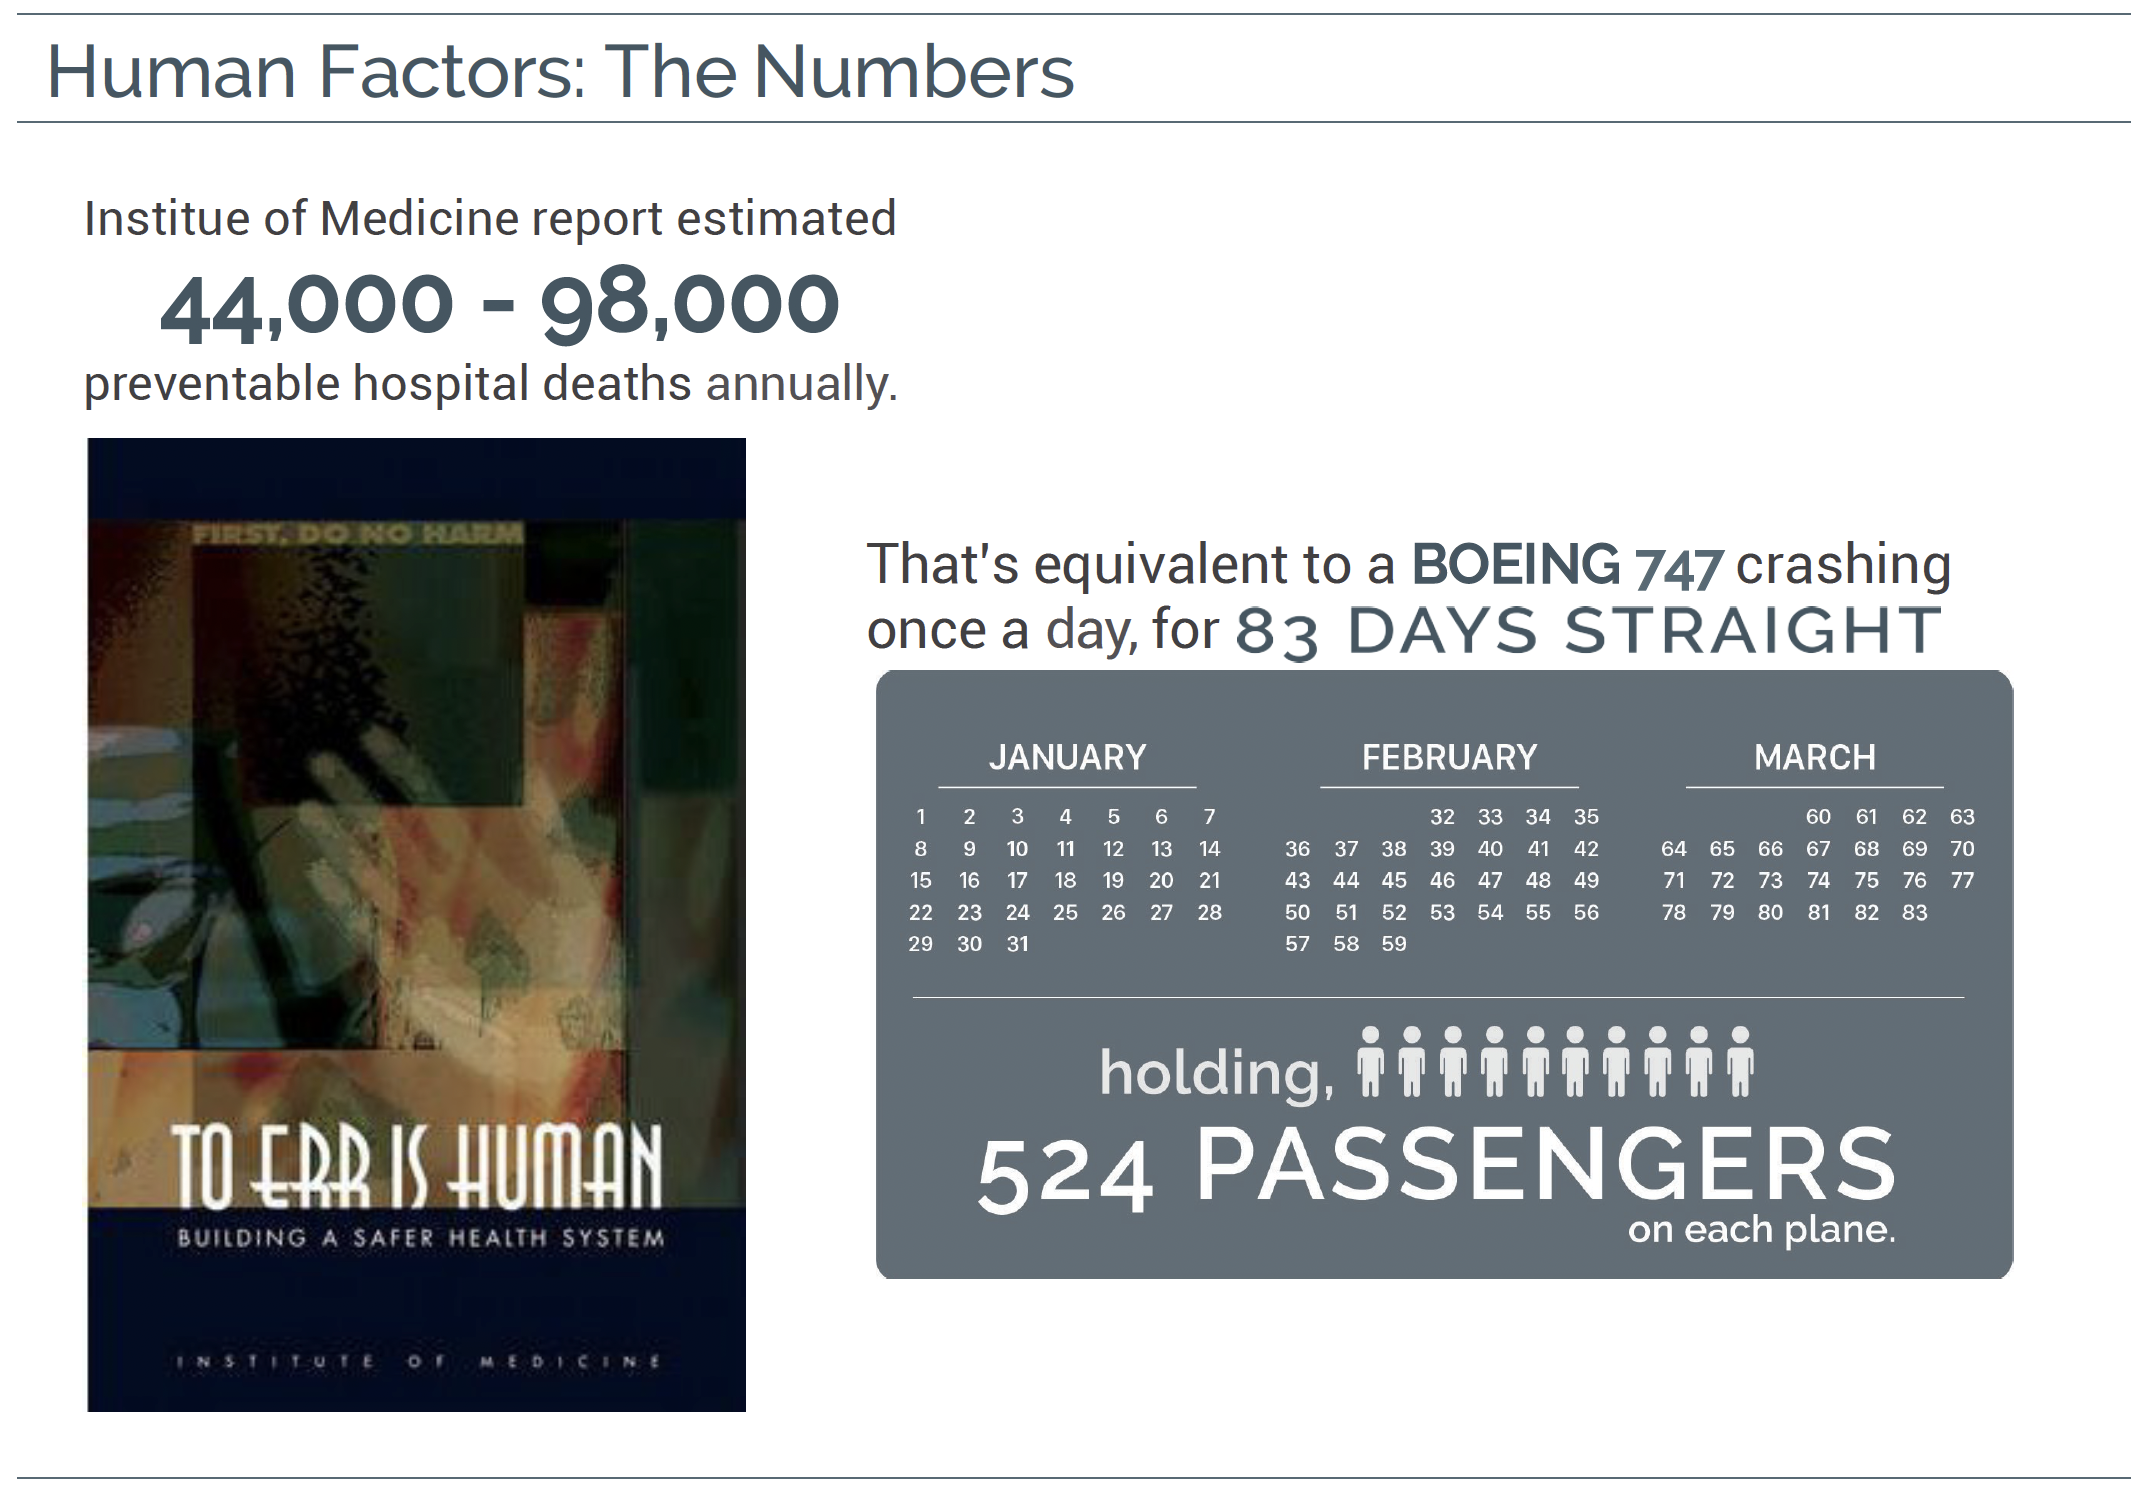 Human Factors: The Numbers
Institue of Medicine report estimated
44,000 - 98,000
preventable hospital deaths annually.
FIRST, DO NO HARM
TO ERR IS HUMAN
BUILDING A SAFER HEALTH SYSTEM
INSTITUTE OF MEDICINE
That's equivalent to a BOEING 747 crashing
once a day, for 83 DAYS STRAIGHT
JANUARY
1 2 3 4 5 6 7
8 9 10 11 12 13 14
15 16 17 18 19 20 21
22 23 24 25 26 27 28
29 30 31
FEBRUARY
32 33 34 35
36 37 38 39 40 41 42
43 44 45 46 47 48 49
50 51 52 53 54 55 56
57 58 59
MARCH
60 61 62 63
64 65 66 67 68 69 70
71 72 73 74 75 76 77
78 79 80 81 82 83
holding,
524 PASSENGERS
on each plane.